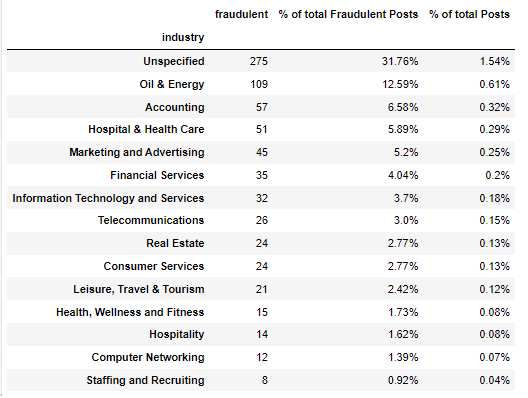 fraudulent % of total Fraudulent Posts % of total Posts
industry
Unspecified 275 31.76% 1.54%
Oil & Energy 109 12.59% 0.61%
Accounting 57 6.58% 0.32%
Hospital & Health Care 51 5.89% 0.29%
Marketing and Advertising 45 5.2% 0.25%
Financial Services 35 4.04% 0.2%
Information Technology and Services 32 3.7% 0.18%
Telecommunications 26 3.0% 0.15%
Real Estate 24 2.77% 0.13%
Consumer Services 24 2.77% 0.13%
Leisure, Travel & Tourism 21 2.42% 0.12%
Health, Wellness and Fitness 15 1.73% 0.08%
Hospitality 14 1.62% 0.08%
Computer Networking 12 1.39% 0.07%
Staffing and Recruiting 8 0.92% 0.04%